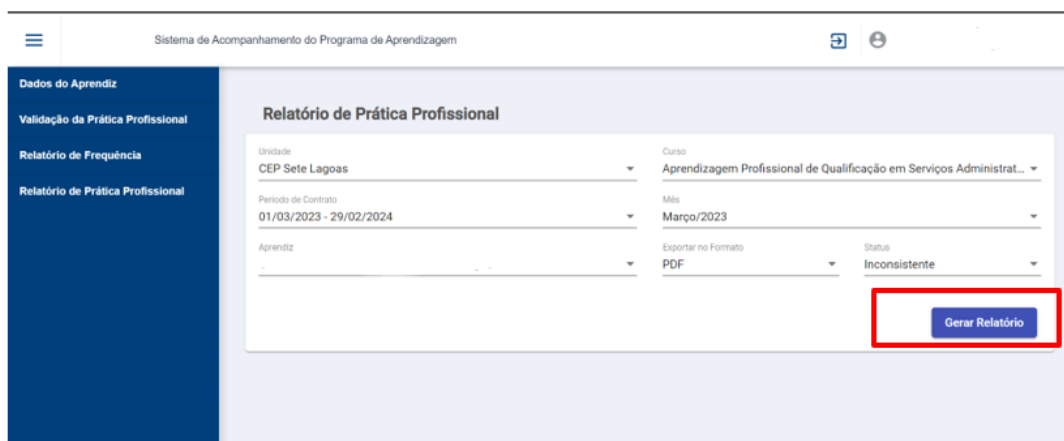 Sistema de Acompanhamento do Programa de Aprendizagem
Dados do Aprendiz
Validação da Prática Profissional
Relatório de Frequência
Relatório de Prática Profissional
Relatório de Prática Profissional
Unidade
CEP Sete Lagoas
Curso
Aprendizagem Profissional de Qualificação em Serviços Administrat...
Período de Contrato
01/03/2023 - 29/02/2024
Mês
Março/2023
Aprendiz
Exportar no Formato
PDF
Status
Inconsistente
Gerar Relatório